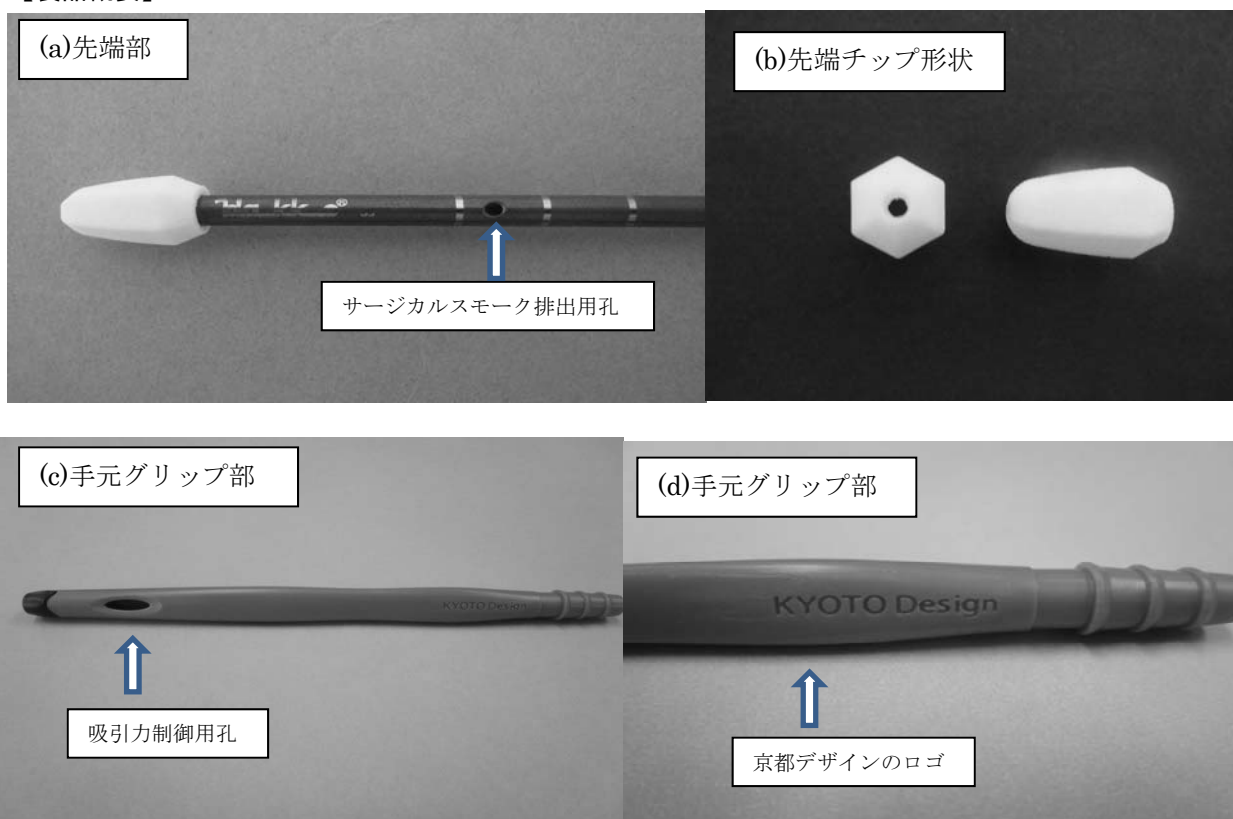 (a)先端部
(b)先端チップ形状
サージカルスモーク排出用孔
(c)手元グリップ部
(d)手元グリップ部
KYOTO Design
KYOTO Design
吸引力制御用孔
京都デザインのロゴ